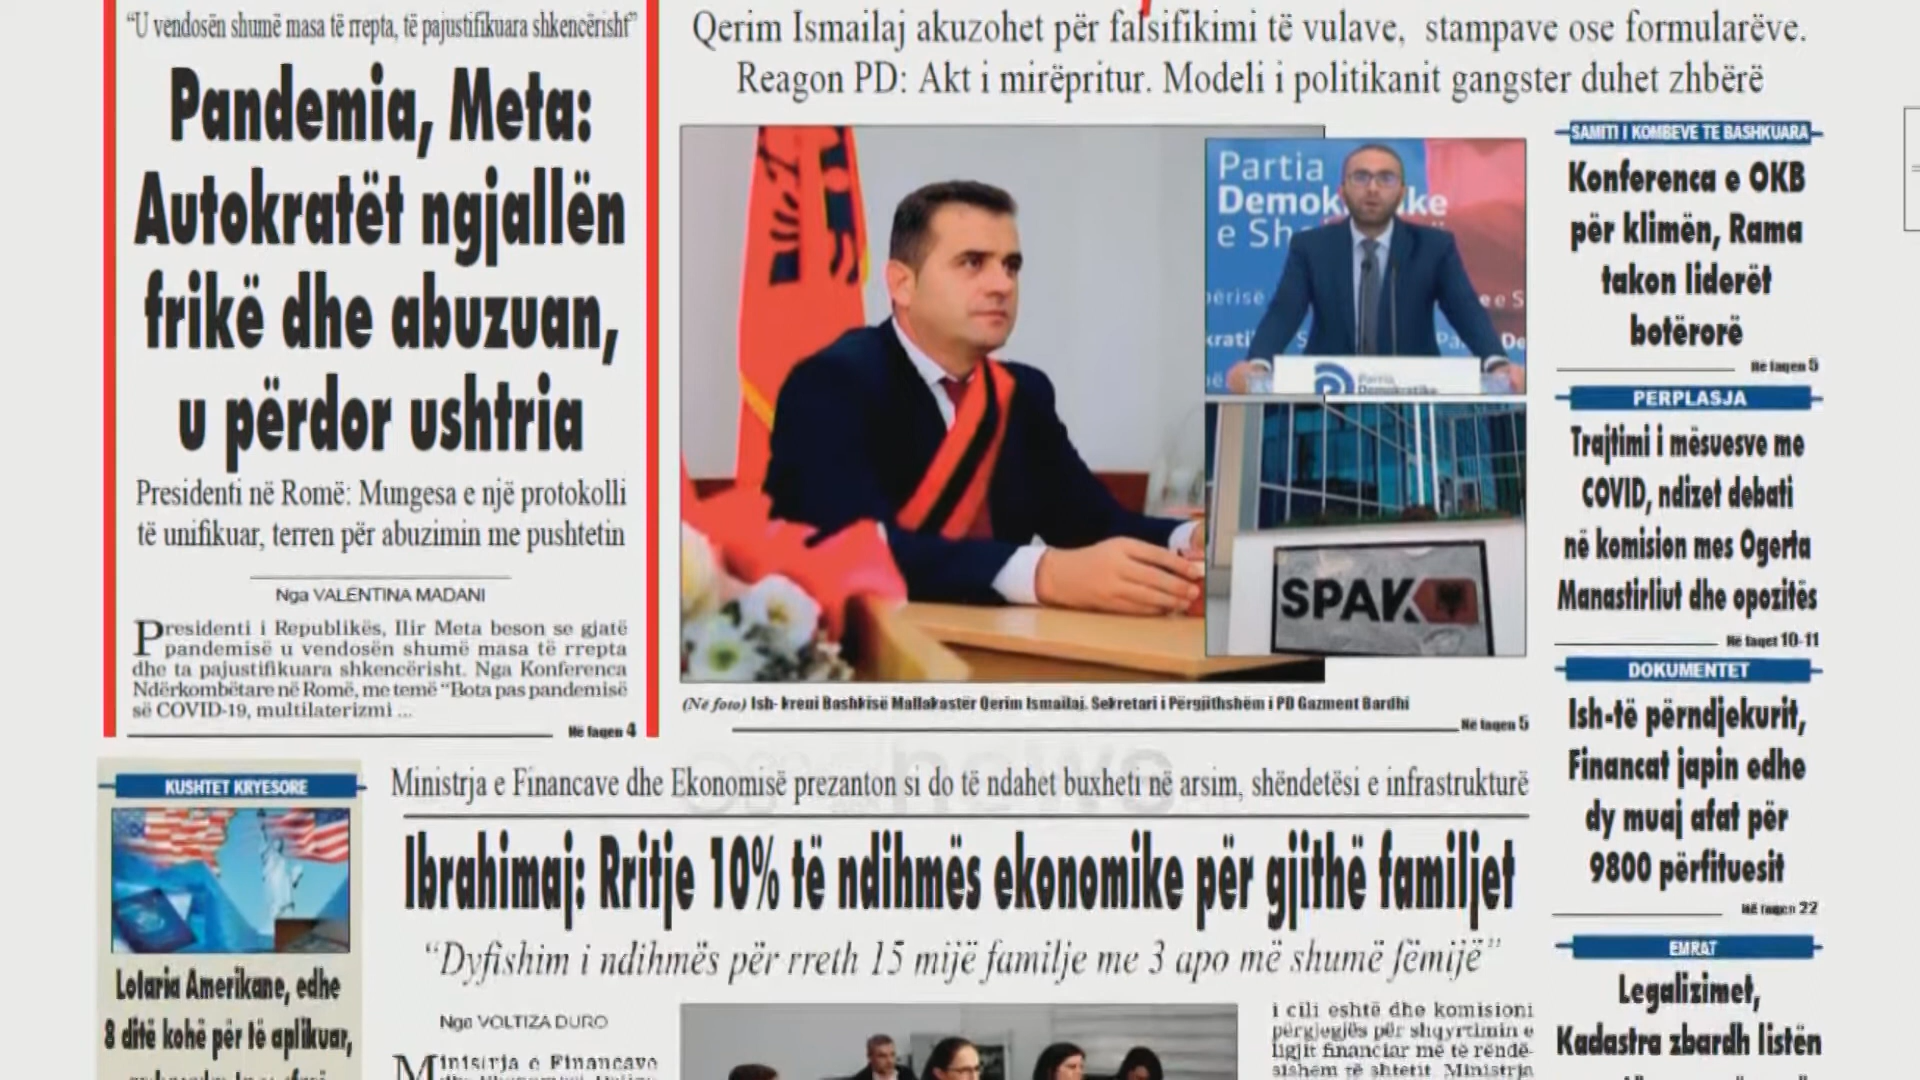 “U vendosën shumë masa të rrepta, të pajustifikuara shkencërisht”
Pandemia, Meta:
Autokratët ngjallën
frikë dhe abuzuan,
u përdor ushtria
Presidenti në Romë: Mungesa e një protokolli
të unifikuar, terren për abuzimin me pushtetin
Nga VALENTINA MADANI
Presidenti i Republikës, Ilir Meta beson se gjatë
pandemisë u vendosën shumë masa të rrepta
dhe ta pajustifikuara shkencërisht. Nga Konferenca
Ndërkombëtare në Romë, me temë “Bota pas pandemisë
së COVID-19, multilaterizmi ...
Në faqen 4
Qerim Ismailaj akuzohet për falsifikimi të vulave, stampave ose formularëve.
Reagon PD: Akt i mirëpritur. Modeli i politikanit gangster duhet zhbërë
Partia
Demokratike
e Sh
SPAK
(Në foto) Ish- kreni Bashkisë Mallakastër Qerim Ismailaj. Sekretari i Përgjithshëm i PD Gazment Bardhi
Në faqen 5
SAMITI I KOMBEVE TE BASHKUARA
Konferenca e OKB
për klimën, Rama
takon liderët
botërorë
Në faqen 5
PERPLASJA
Trajtimi i mësuesve me
COVID, ndizet debati
në komision mes Ogerta
Manastirliut dhe opozitës
Në faqet 10-11
DOKUMENTET
Ish-të përndjekurit,
Financat japin edhe
dy muaj afat për
9800 përfituesit
Në faqen 22
EMRAT
Legalizimet,
Kadastra zbardh listën
KUSHTET KRYESORE
Lotaria Amerikane, edhe
8 ditë kohë për të aplikuar,
Ministrja e Financave dhe Ekonomisë prezanton si do të ndahet buxheti në arsim, shëndetësi e infrastrukturë
news
Ibrahimaj: Rritje 10% të ndihmës ekonomike për gjithë familjet
“Dyfishim i ndihmës për rreth 15 mijë familje me 3 apo më shumë fëmijë”
Nga VOLTIZA DURO
Ministrja e Financave
i cili është dhe komisioni
përgjegjës për shqyrtimin e
ligjit financiar më të rëndë-
sishëm të shtetit. Ministrja